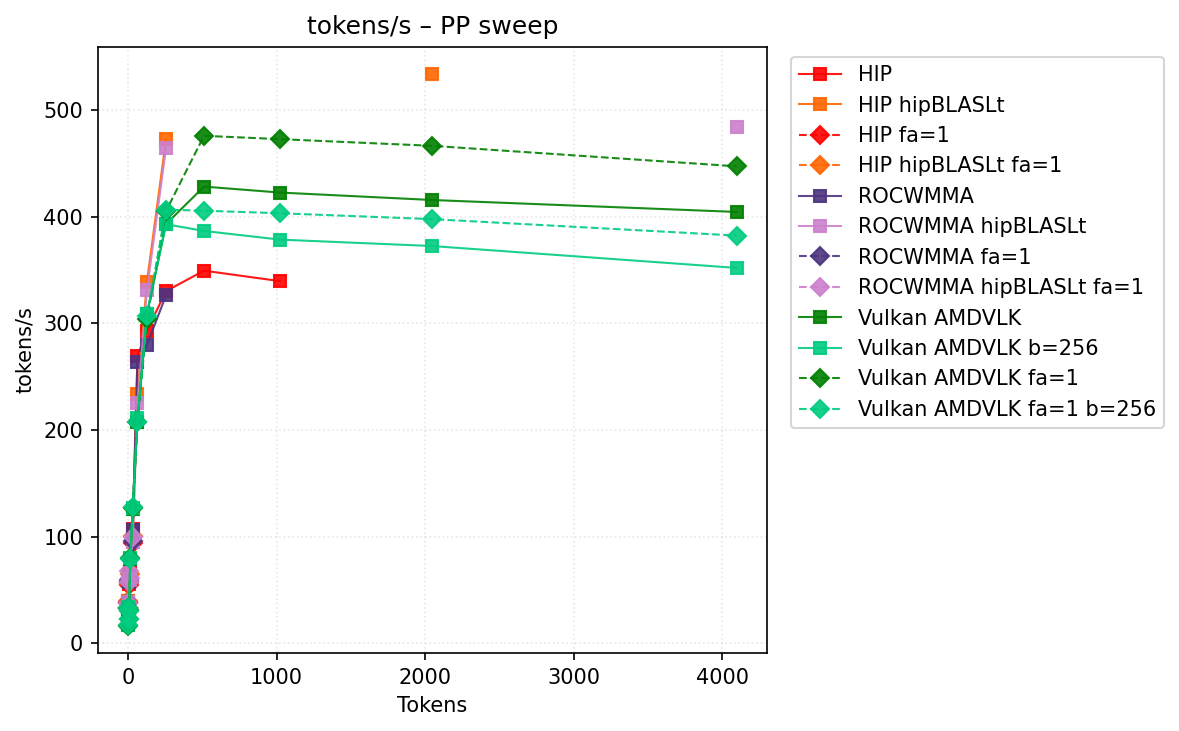 tokens/s – PP sweep
500
400
300
200
100
0
tokens/s
0 1000 2000 3000 4000
Tokens
HIP
HIP hipBLASLt
HIP fa=1
HIP hipBLASLt fa=1
ROCWMMA
ROCWMMA hipBLASLt
ROCWMMA fa=1
ROCWMMA hipBLASLt fa=1
Vulkan AMDVLK
Vulkan AMDVLK b=256
Vulkan AMDVLK fa=1
Vulkan AMDVLK fa=1 b=256